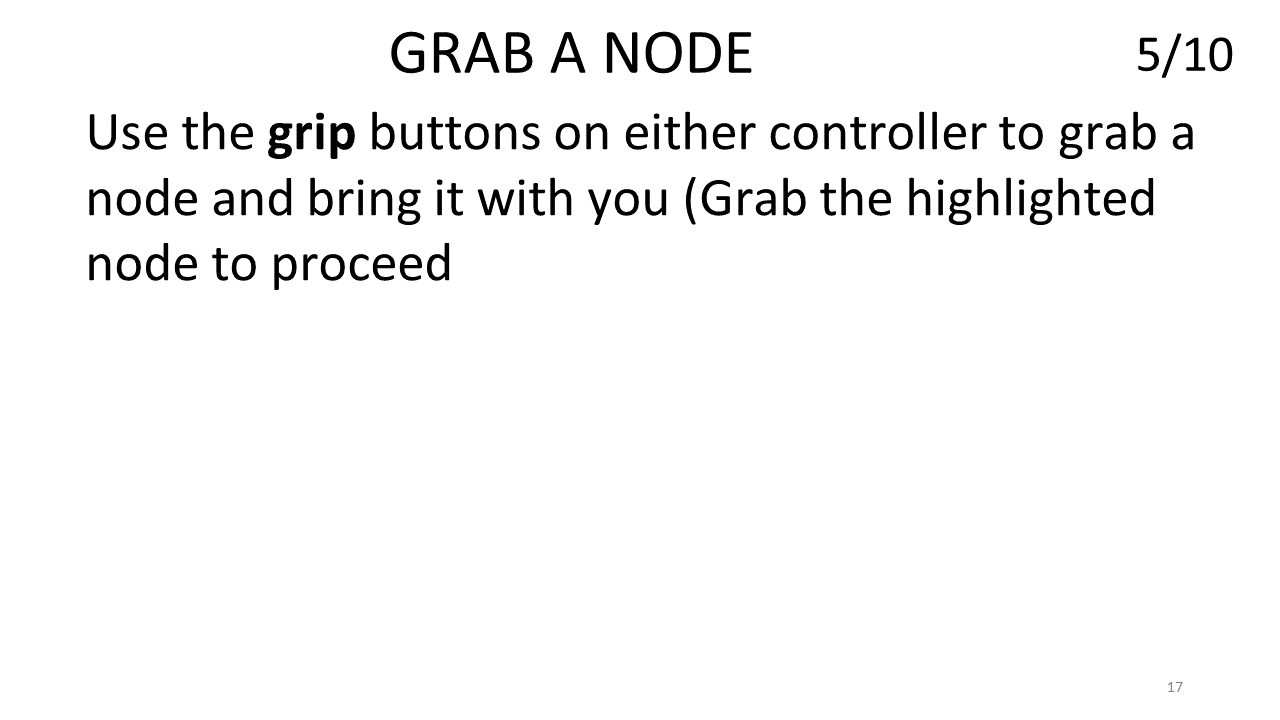 GRAB A NODE
5/10
Use the grip buttons on either controller to grab a
node and bring it with you (Grab the highlighted
node to proceed
17